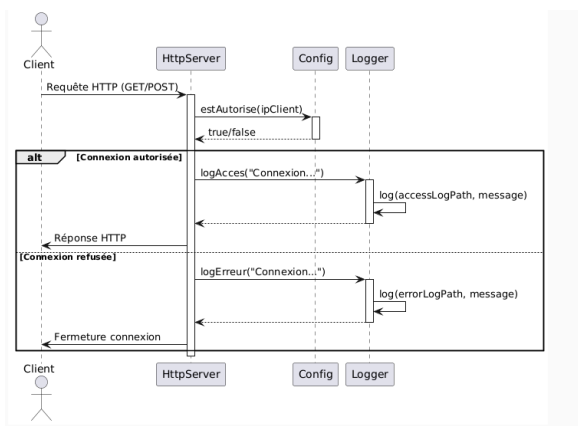 Client
HttpServer
Config
Logger
Requête HTTP (GET/POST)
estAutorise(ipClient)
true/false
alt
[Connexion autorisée]
logAcces("Connexion...")
log(accessLogPath, message)
Réponse HTTP
[Connexion refusée]
logErreur("Connexion...")
log(errorLogPath, message)
Fermeture connexion
Client
HttpServer
Config
Logger